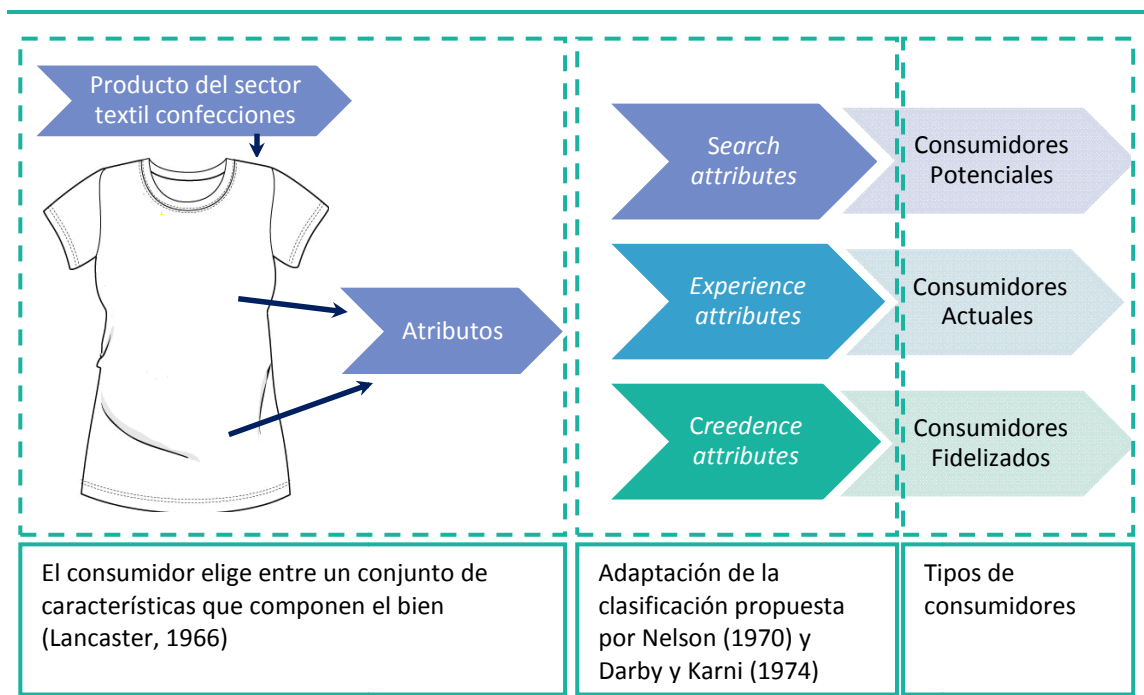 Producto del sector
textil confecciones
Atributos
Search
attributes
Consumidores
Potenciales
Experience
attributes
Consumidores
Actuales
Creedence
attributes
Consumidores
Fidelizados
El consumidor elige entre un conjunto de
características que componen el bien
(Lancaster, 1966)
Adaptación de la
clasificación propuesta
por Nelson (1970) y
Darby y Karni (1974)
Tipos de
consumidores